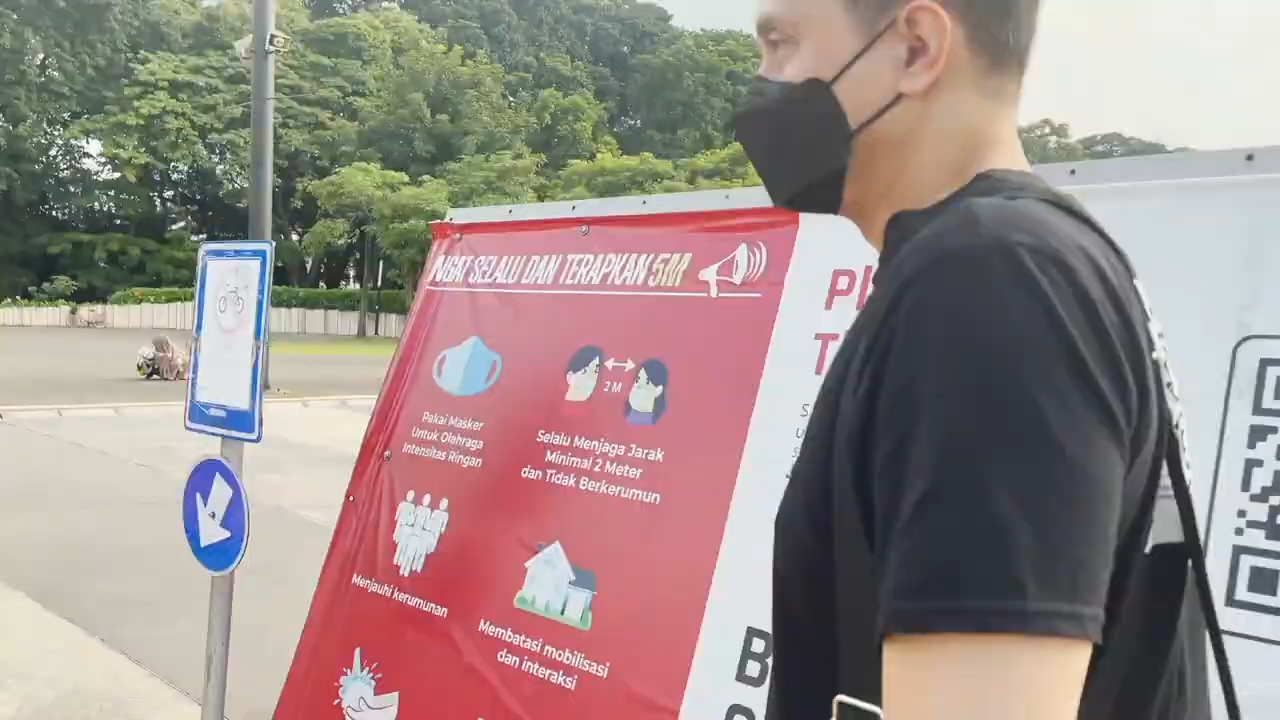 NGAT SELALU DAN TERAPKAN 5M
2 M
Pakai Masker
Untuk Olahraga
Intensitas Ringan
Selalu Menjaga Jarak
Minimal 2 Meter
dan Tidak Berkerumun
Menjauhi kerumunan
Membatasi mobilisasi
dan interaksi